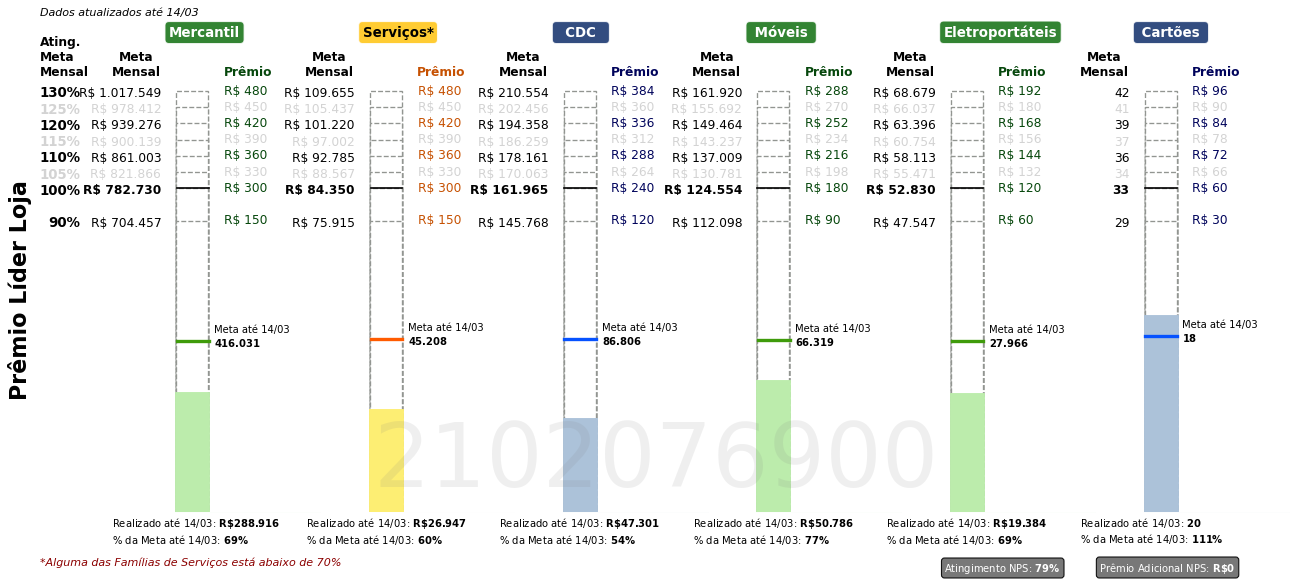 Dados atualizados até 14/03
Mercantil Serviços* CDC Móveis Eletroportáteis Cartões
Ating.
Meta Meta Meta Meta Meta Meta Meta
Mensal Mensal Prêmio Mensal Prêmio Mensal Prêmio Mensal Prêmio Mensal Prêmio Mensal Prêmio
130% R$ 1.017.549 R$ 480 R$ 109.655 R$ 480 R$ 210.554 R$ 384 R$ 161.920 R$ 288 R$ 68.679 R$ 192 42 R$ 96
125% R$ 978.412 R$ 450 R$ 105.437 R$ 450 R$ 202.456 R$ 360 R$ 155.692 R$ 270 R$ 66.037 R$ 180 41 R$ 90
120% R$ 939.276 R$ 420 R$ 101.220 R$ 420 R$ 194.358 R$ 336 R$ 149.464 R$ 252 R$ 63.396 R$ 168 39 R$ 84
115% R$ 900.139 R$ 390 R$ 97.002 R$ 390 R$ 186.259 R$ 312 R$ 143.237 R$ 234 R$ 60.754 R$ 156 37 R$ 78
110% R$ 861.003 R$ 360 R$ 92.785 R$ 360 R$ 178.161 R$ 288 R$ 137.009 R$ 216 R$ 58.113 R$ 144 36 R$ 72
105% R$ 821.866 R$ 330 R$ 88.567 R$ 330 R$ 170.063 R$ 264 R$ 130.781 R$ 198 R$ 55.471 R$ 132 34 R$ 66
100% R$ 782.730 R$ 300 R$ 84.350 R$ 300 R$ 161.965 R$ 240 R$ 124.554 R$ 180 R$ 52.830 R$ 120 33 R$ 60
90% R$ 704.457 R$ 150 R$ 75.915 R$ 150 R$ 145.768 R$ 120 R$ 112.098 R$ 90 R$ 47.547 R$ 60 29 R$ 30
Prêmio Líder Loja
Meta até 14/03 Meta até 14/03 Meta até 14/03 Meta até 14/03 Meta até 14/03 Meta até 14/03
416.031 45.208 86.806 66.319 27.966 18
2102076900
Realizado até 14/03: R$288.916 Realizado até 14/03: R$26.947 Realizado até 14/03: R$47.301 Realizado até 14/03: R$50.786 Realizado até 14/03: R$19.384 Realizado até 14/03: 20
% da Meta até 14/03: 69% % da Meta até 14/03: 60% % da Meta até 14/03: 54% % da Meta até 14/03: 77% % da Meta até 14/03: 69% % da Meta até 14/03: 111%
*Alguma das Famílias de Serviços está abaixo de 70% Atingimento NPS: 79% Prêmio Adicional NPS: R$0